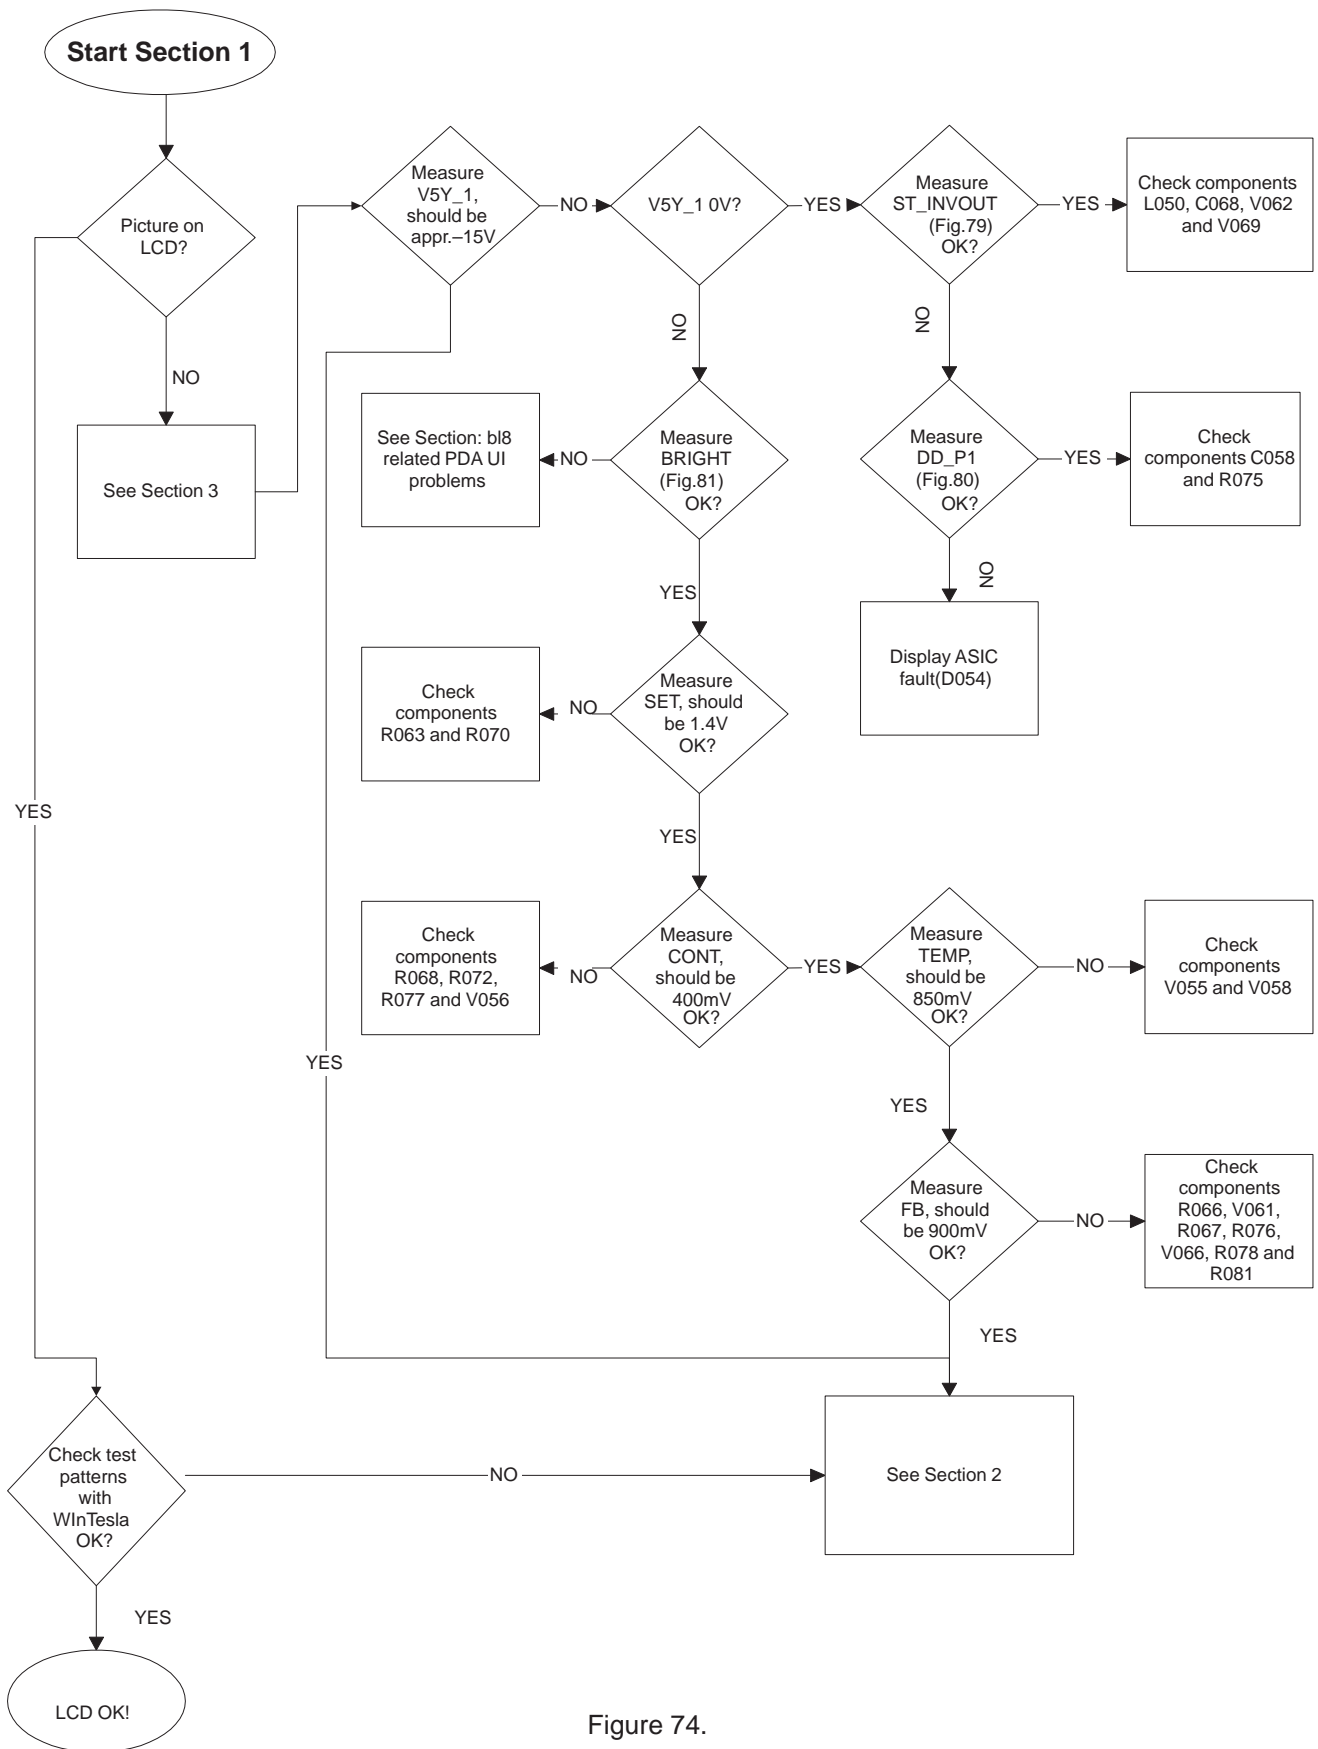 Start Section 1
Picture on
LCD?
NO
See Section 3
Measure
V5Y_1,
should be
appr.–15V
NO
V5Y_1 0V?
YES
Measure
ST_INVOUT
(Fig.79)
OK?
YES
Check components
L050, C068, V062
and V069
NO
NO
See Section: bl8
related PDA UI
problems
NO
Measure
BRIGHT
(Fig.81)
OK?
Measure
DD_P1
(Fig.80)
OK?
YES
Check
components C058
and R075
YES
NO
Display ASIC
fault(D054)
Check
components
R063 and R070
NO
Measure
SET, should
be 1.4V
OK?
YES
YES
Check
components
R068, R072,
R077 and V056
NO
Measure
CONT,
should be
400mV
OK?
YES
Measure
TEMP,
should be
850mV
OK?
NO
Check
components
V055 and V058
YES
YES
Measure
FB, should
be 900mV
OK?
NO
Check
components
R066, V061,
R067, R076,
V066, R078 and
R081
YES
Check test
patterns
with
WInTesla
OK?
NO
See Section 2
YES
LCD OK!
Figure 74.